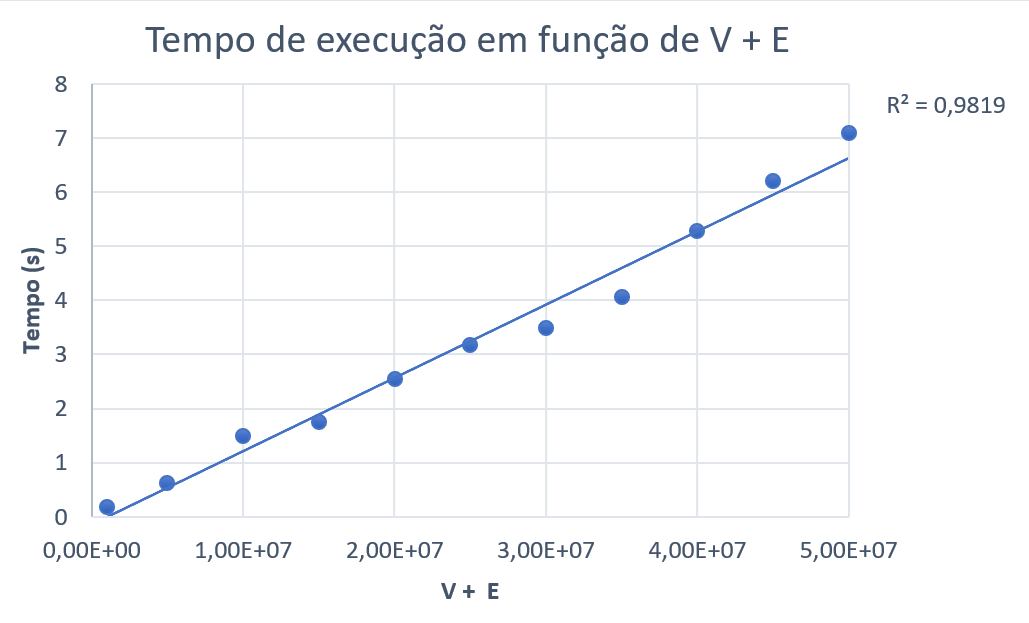 Tempo de execução em função de V + E
R² = 0,9819
8
7
6
5
4
3
2
1
0
Tempo (s)
0,00E+00 1,00E+07 2,00E+07 3,00E+07 4,00E+07 5,00E+07
V + E